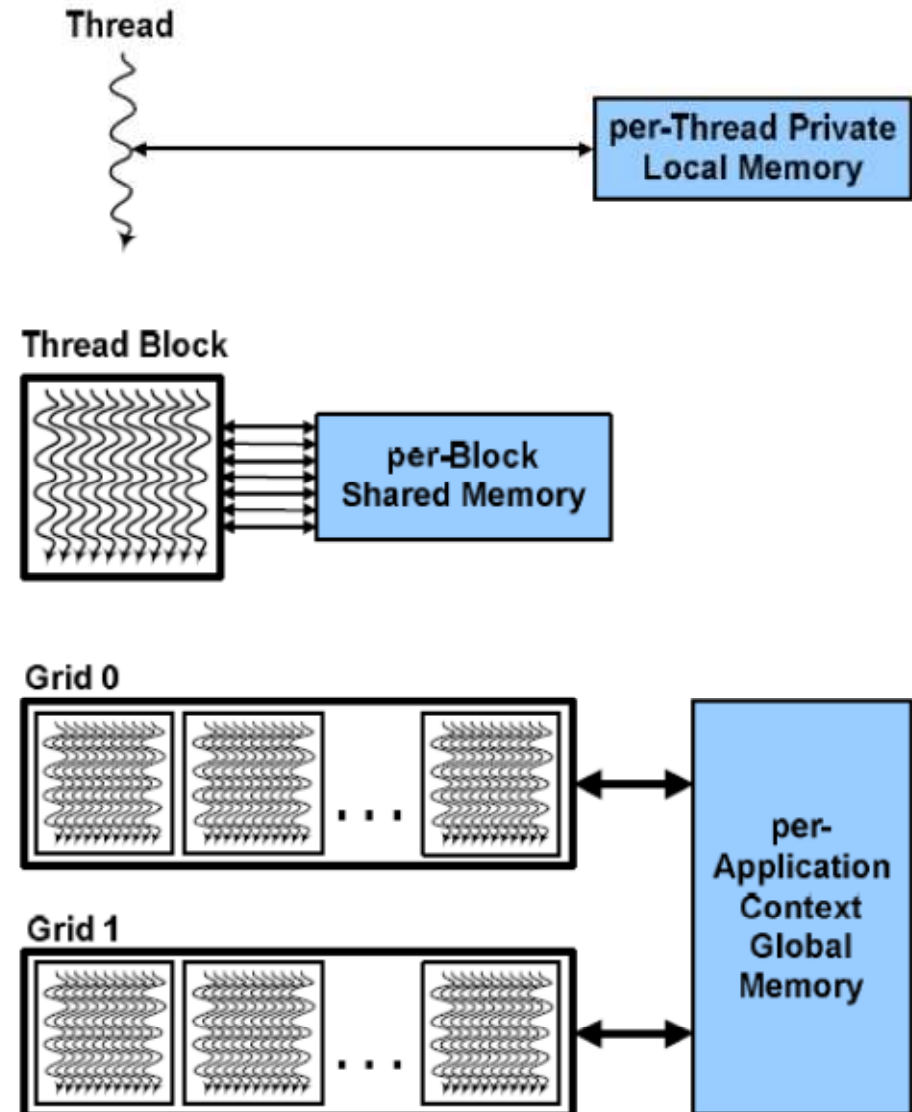 Thread
per-Thread Private
Local Memory
Thread Block
per-Block
Shared Memory
Grid 0
. . .
per-
Application
Context
Global
Memory
Grid 1
. . .